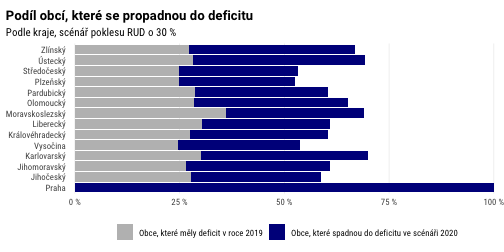 Podíl obcí, které se propadnou do deficitu
Podle kraje, scénář poklesu RUD o 30 %
Zlínský
Ústecký
Středočeský
Plzeňský
Pardubický
Olomoucký
Moravskoslezský
Liberecký
Královéhradecký
Vysočina
Karlovarský
Jihomoravský
Jihočeský
Praha
0 % 25 % 50 % 75 % 100 %
Obce, které měly deficit v roce 2019 Obce, které spadnou do deficitu ve scénáři 2020